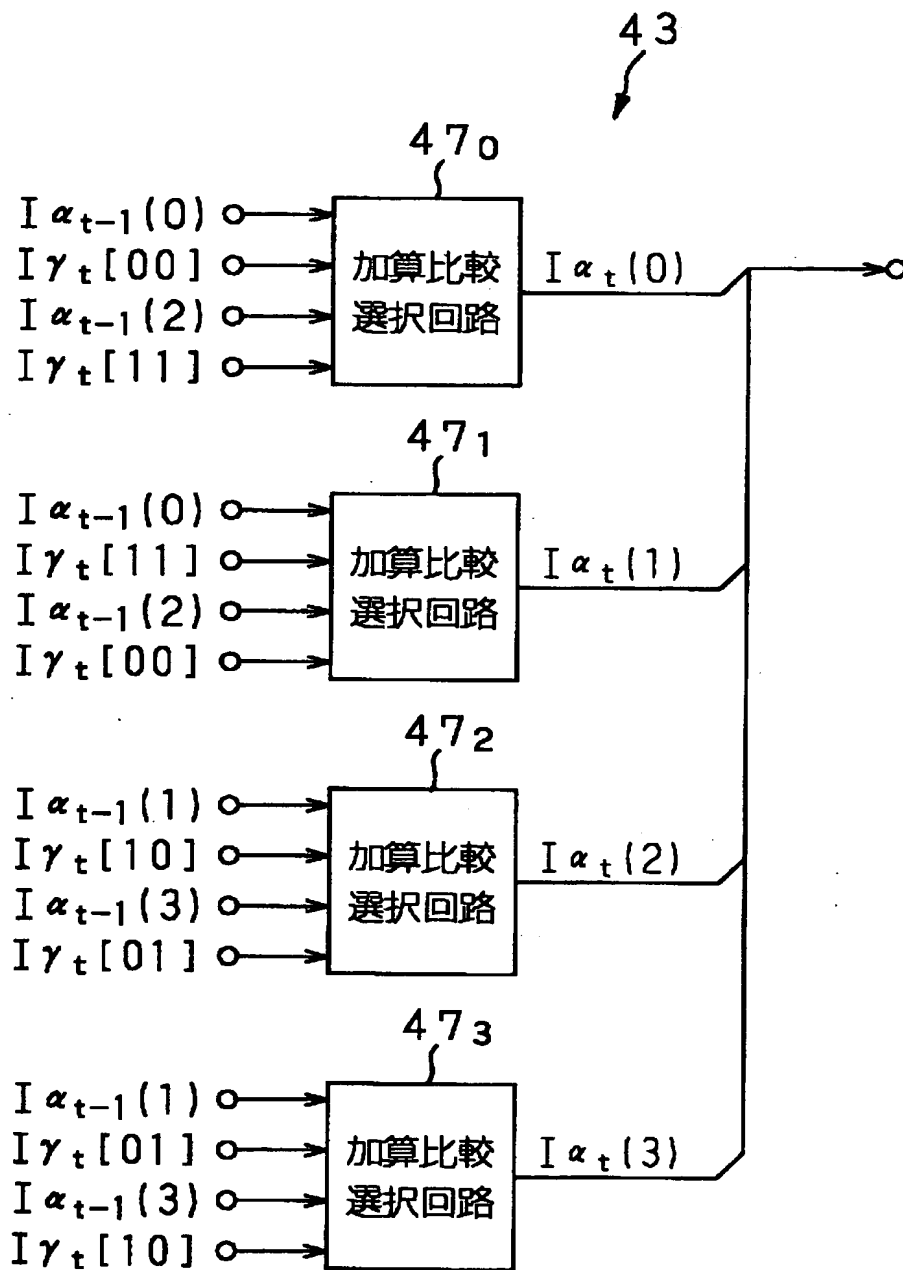 43
47₀
Iα_{t-1}(0)
Iγ_t[00]
Iα_{t-1}(2)
Iγ_t[11]
加算比較
選択回路
Iα_t(0)
47₁
Iα_{t-1}(0)
Iγ_t[11]
Iα_{t-1}(2)
Iγ_t[00]
加算比較
選択回路
Iα_t(1)
47₂
Iα_{t-1}(1)
Iγ_t[10]
Iα_{t-1}(3)
Iγ_t[01]
加算比較
選択回路
Iα_t(2)
47₃
Iα_{t-1}(1)
Iγ_t[01]
Iα_{t-1}(3)
Iγ_t[10]
加算比較
選択回路
Iα_t(3)